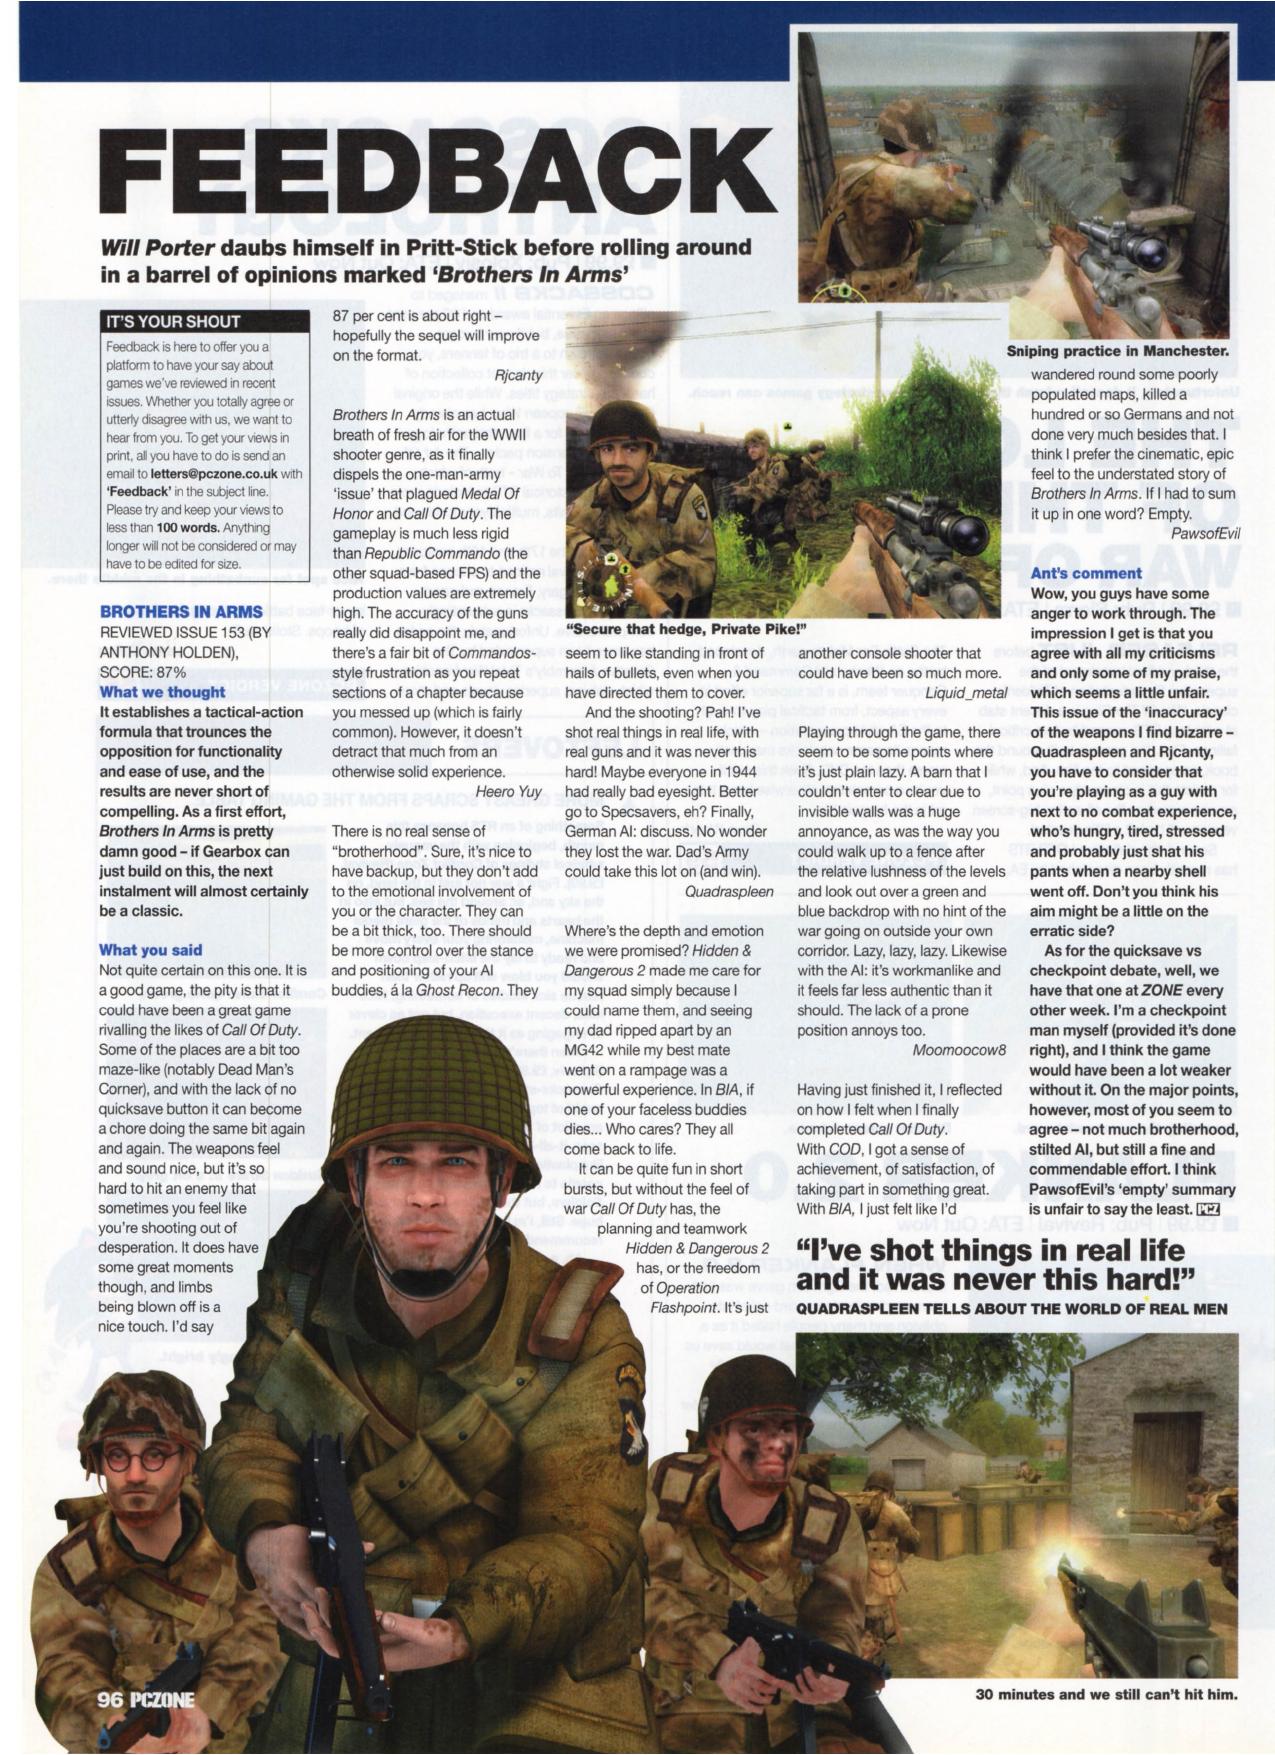 FEEDBACK
Will Porter daubs himself in Pritt-Stick before rolling around
in a barrel of opinions marked ‘Brothers In Arms’
IT'S YOUR SHOUT
Feedback is here to offer you a
platform to have your say about
games we've reviewed in recent
issues. Whether you totally agree or
utterly disagree with us, we want to
hear from you. To get your views in
print, all you have to do is send an
email to letters@pczone.co.uk with
‘Feedback’ in the subject line.
Please try and keep your views to
less than 100 words. Anything
longer will not be considered or may
have to be edited for size.
BROTHERS IN ARMS
REVIEWED ISSUE 153 (BY
ANTHONY HOLDEN),
SCORE: 87%
What we thought
It establishes a tactical-action
formula that trounces the
opposition for functionality
and ease of use, and the
results are never short of
compelling. As a first effort,
Brothers In Arms is pretty
damn good – if Gearbox can
just build on this, the next
instalment will almost certainly
be a classic.
What you said
Not quite certain on this one. It is
a good game, the pity is that it
could have been a great game
rivalling the likes of Call Of Duty.
Some of the places are a bit too
maze-like (notably Dead Man's
Corner), and with the lack of no
quicksave button it can become
a chore doing the same bit again
and again. The weapons feel
and sound nice, but it's so
hard to hit an enemy that
sometimes you feel like
you're shooting out of
desperation. It does have
some great moments
though, and limbs
being blown off is a
nice touch. I'd say
87 per cent is about right –
hopefully the sequel will improve
on the format.
Rjcanty
Brothers In Arms is an actual
breath of fresh air for the WWII
shooter genre, as it finally
dispels the one-man-army
‘issue’ that plagued Medal Of
Honor and Call Of Duty. The
gameplay is much less rigid
than Republic Commando (the
other squad-based FPS) and the
production values are extremely
high. The accuracy of the guns
really did disappoint me, and
there's a fair bit of Commandos-
style frustration as you repeat
sections of a chapter because
you messed up (which is fairly
common). However, it doesn't
detract that much from an
otherwise solid experience.
Heero Yuy
There is no real sense of
“brotherhood”. Sure, it's nice to
have backup, but they don't add
to the emotional involvement of
you or the character. They can
be a bit thick, too. There should
be more control over the stance
and positioning of your AI
buddies, á la Ghost Recon. They
“Secure that hedge, Private Pike!”
seem to like standing in front of
hails of bullets, even when you
have directed them to cover.
And the shooting? Pah! I've
shot real things in real life, with
real guns and it was never this
hard! Maybe everyone in 1944
had really bad eyesight. Better
go to Specsavers, eh? Finally,
German AI: discuss. No wonder
they lost the war. Dad's Army
could take this lot on (and win).
Quadraspleen
Where's the depth and emotion
we were promised? Hidden &
Dangerous 2 made me care for
my squad simply because I
could name them, and seeing
my dad ripped apart by an
MG42 while my best mate
went on a rampage was a
powerful experience. In BIA, if
one of your faceless buddies
dies... Who cares? They all
come back to life.
It can be quite fun in short
bursts, but without the feel of
war Call Of Duty has, the
planning and teamwork
Hidden & Dangerous 2
has, or the freedom
of Operation
Flashpoint. It's just
another corridor shooter that
could have been so much more.
Liquid_metal
Playing through the game, there
seem to be some points where
it's just plain lazy. A barn that I
couldn't enter to clear due to
invisible walls was a huge
annoyance, as was the way you
could walk up to a fence after
the relative lushness of the levels
and look out over a green and
blue backdrop with no hint of the
war going on outside your own
corridor. Lazy, lazy, lazy. Likewise
with the AI: it's workmanlike and
it feels far less authentic than it
should. The lack of a prone
position annoys too.
Moomoocow8
Having just finished it, I reflected
on how I felt when I finally
completed Call Of Duty.
With COD, I got a sense of
achievement, of satisfaction, of
taking part in something great.
With BIA, I just felt like I'd
Sniping practice in Manchester.
wandered round some poorly
populated maps, killed a
hundred or so Germans and not
done very much besides that. I
think I prefer the cinematic, epic
feel to the understated story of
Brothers In Arms. If I had to sum
it up in one word? Empty.
PawsofEvil
Ant's comment
Wow, you guys have some
anger to work through. The
impression I get is that you
agree with all my criticisms
and only some of my praise,
which seems a little unfair.
This issue of the ‘inaccuracy’
of the weapons I find bizarre –
Quadraspleen and Rjcanty,
you have to consider that
you're playing as a guy with
next to no combat experience,
who's hungry, tired, stressed
and probably just shat his
pants when a nearby shell
went off. Don't you think his
aim might be a little on the
erratic side?
As for the quicksave vs
checkpoint debate, well, we
have that one at ZONE every
other week. I'm a checkpoint
man myself (provided it's done
right), and I think the game
would have been a lot weaker
without it. On the major points,
however, most of you seem to
agree – not much brotherhood,
stilted AI, but still a fine and
commendable effort. I think
PawsofEvil's ‘empty’ summary
is unfair to say the least. PCZ
“I've shot things in real life
and it was never this hard!”
QUADRASPLEEN TELLS ABOUT THE WORLD OF REAL MEN
30 minutes and we still can't hit him.
96 PCZONE